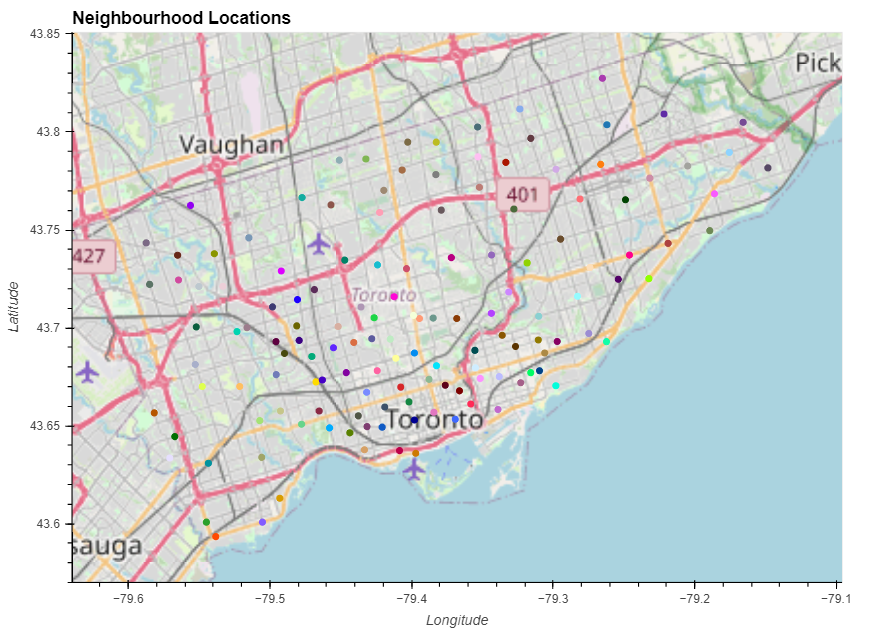 Neighbourhood Locations
43.85
Pick
43.8
Vaughan
401
43.75
427
Latitude
Toronto
43.7
Toronto
43.65
43.6
sauga
−79.6
−79.5
−79.4
−79.3
−79.2
−79.1
Longitude